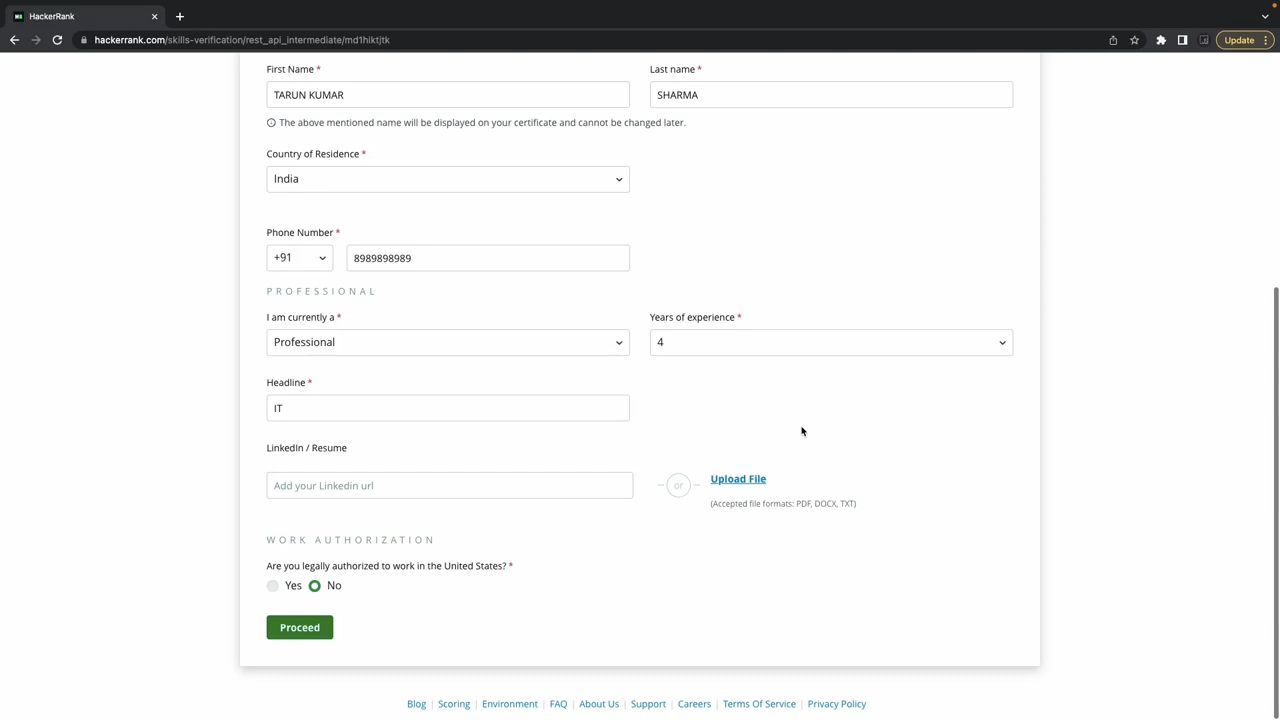 HackerRank
hackerrank.com/skills-verification/rest_api_intermediate/md1hiktjtk
Update
First Name *
Last name *
TARUN KUMAR
SHARMA
The above mentioned name will be displayed on your certificate and cannot be changed later.
Country of Residence *
India
Phone Number *
+91
8989898989
PROFESSIONAL
I am currently a *
Years of experience *
Professional
4
Headline *
IT
LinkedIn / Resume
Add your Linkedin url
or
Upload File
(Accepted file formats: PDF, DOCX, TXT)
WORK AUTHORIZATION
Are you legally authorized to work in the United States? *
Yes No
Proceed
Blog | Scoring | Environment | FAQ | About Us | Support | Careers | Terms Of Service | Privacy Policy